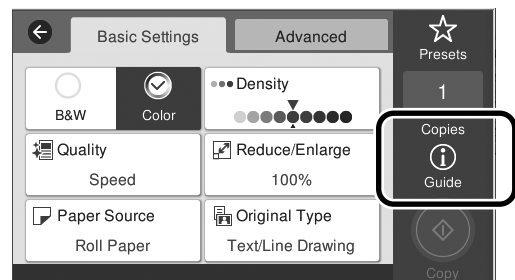 Basic Settings
Advanced
Presets
B&W
Color
Density
1
Copies
Quality
Speed
Reduce/Enlarge
100%
Guide
Paper Source
Roll Paper
Original Type
Text/Line Drawing
Copy